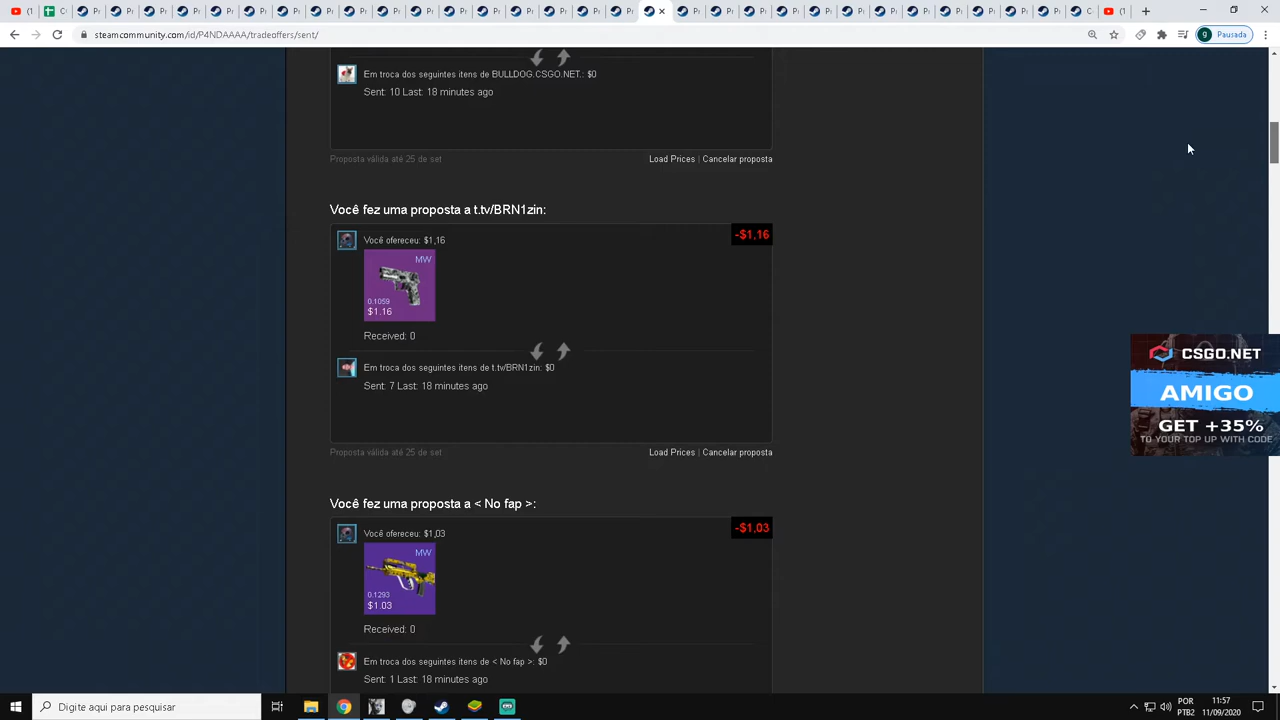 steamcommunity.com/id/P4NDAAAA/tradeoffers/sent/
Pausada
Em troca dos seguintes itens de BULLDOG.CSGO.NET.: $0
Sent: 10 Last: 18 minutes ago
Proposta válida até 25 de set
Load Prices | Cancelar proposta
Você fez uma proposta a t.tv/BRN1zin:
Você ofereceu: $1,16
-$1,16
MW
0.1059
$1.16
Received: 0
Em troca dos seguintes itens de t.tv/BRN1zin: $0
Sent: 7 Last: 18 minutes ago
Proposta válida até 25 de set
Load Prices | Cancelar proposta
CSGO.NET
AMIGO
GET +35%
TO YOUR TOP UP WITH CODE
Você fez uma proposta a < No fap >:
Você ofereceu: $1,03
-$1,03
MW
0.1293
$1.03
Received: 0
Em troca dos seguintes itens de < No fap >: $0
Sent: 1 Last: 18 minutes ago
Digite aqui para pesquisar
POR
PTB2
11:57
11/09/2020